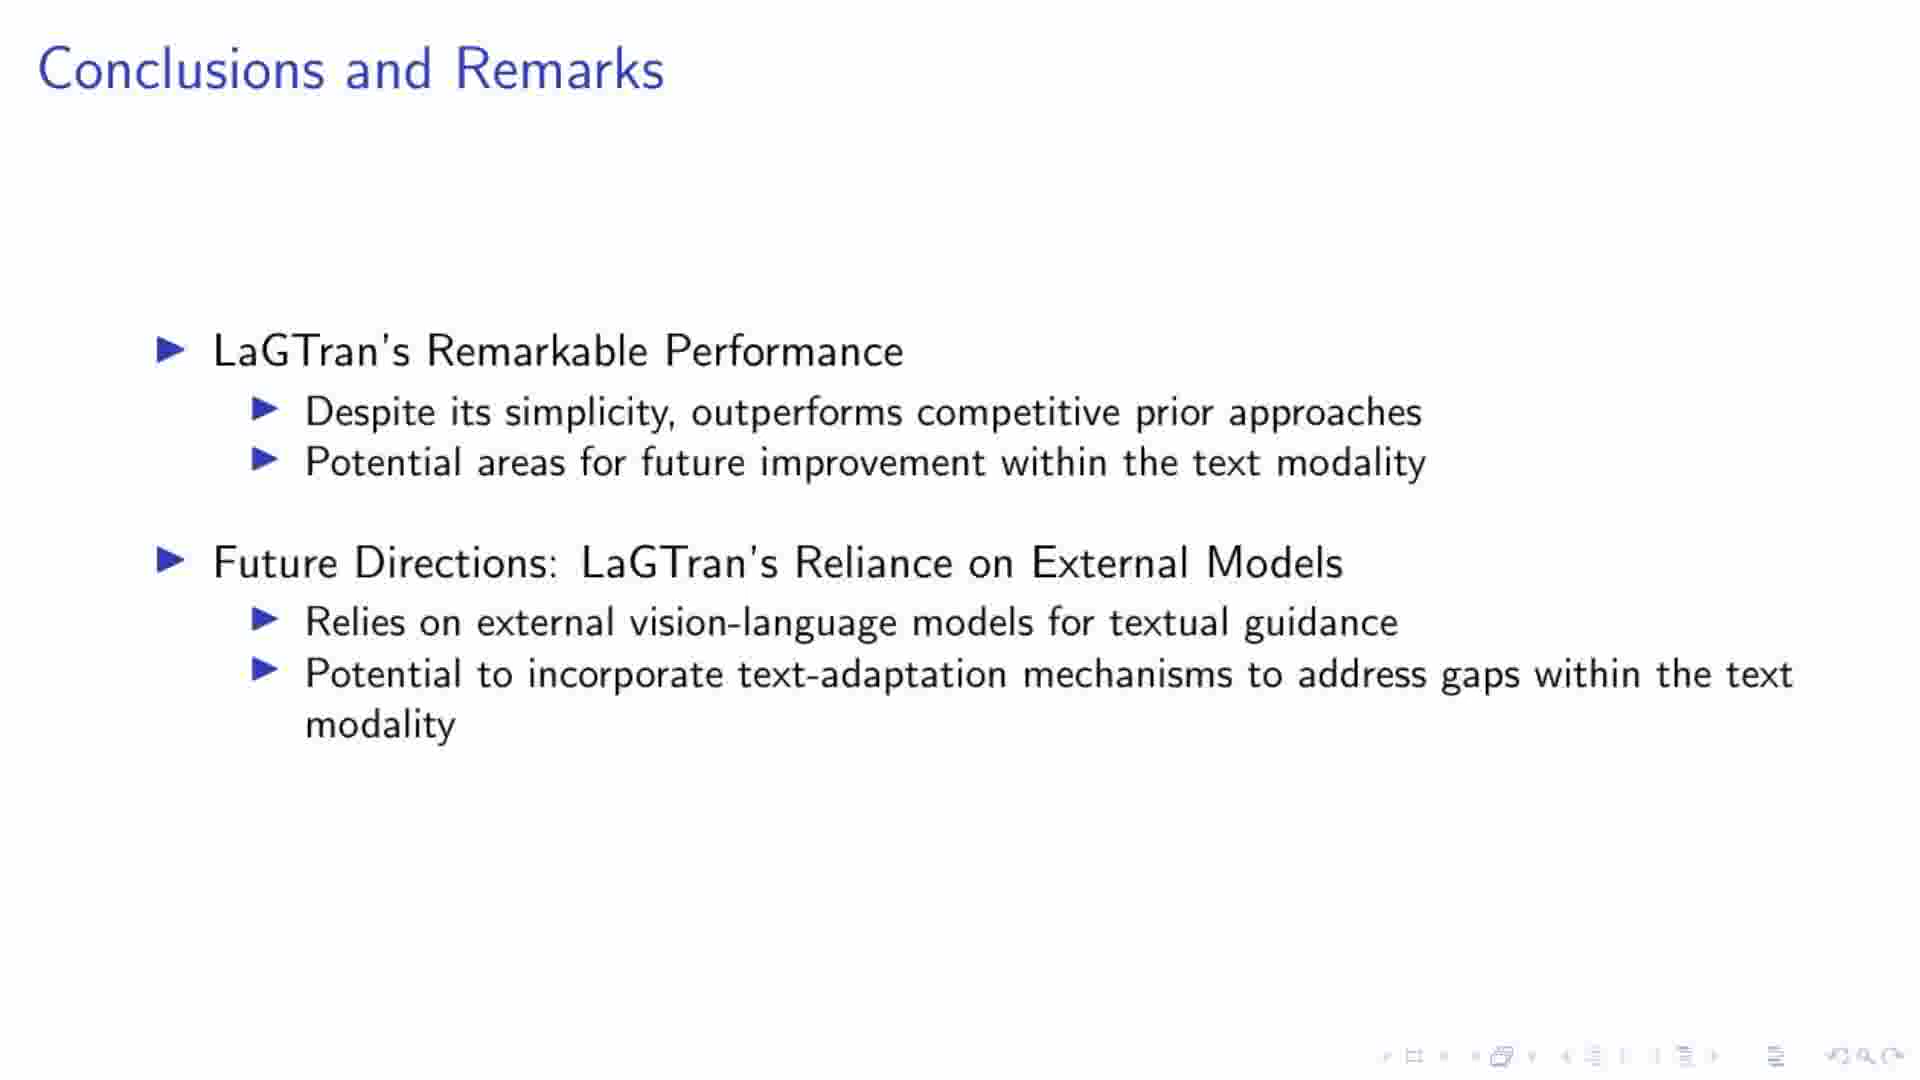 Conclusions and Remarks
LaGTran's Remarkable Performance
Despite its simplicity, outperforms competitive prior approaches
Potential areas for future improvement within the text modality
Future Directions: LaGTran's Reliance on External Models
Relies on external vision-language models for textual guidance
Potential to incorporate text-adaptation mechanisms to address gaps within the text
modality